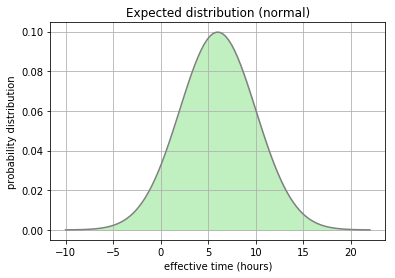 Expected distribution (normal)
0.10
0.08
0.06
0.04
0.02
0.00
probability distribution
−10 −5 0 5 10 15 20
effective time (hours)